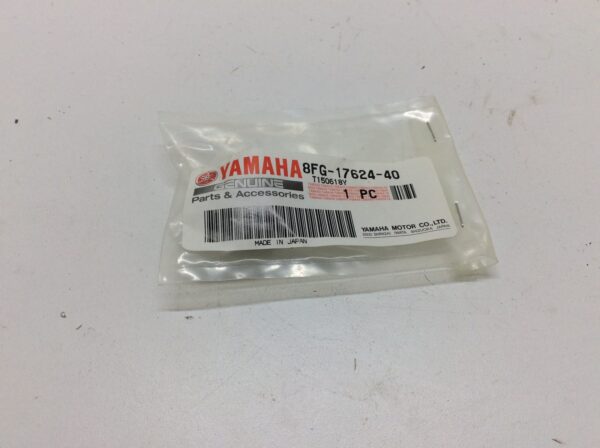 YAMAHA 8FG-17624-40
GENUINE T150618Y
Parts & Accessories 1 PC
YAMAHA MOTOR CO.,LTD.
MADE IN JAPAN